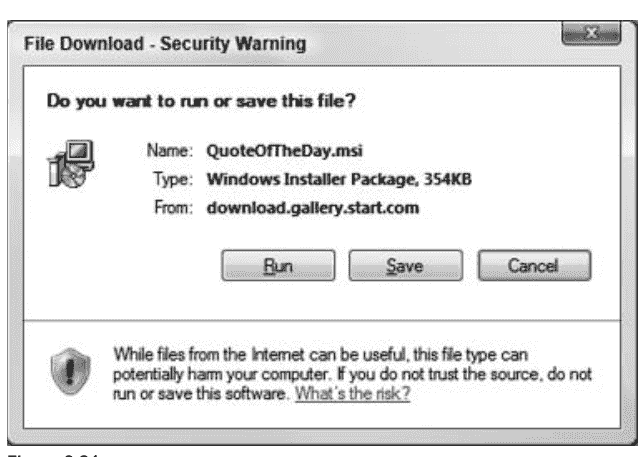 File Download - Security Warning
Do you want to run or save this file?
Name: QuoteOfTheDay.msi
Type: Windows Installer Package, 354KB
From: download.gallery.start.com
Run Save Cancel
While files from the Internet can be useful, this file type can
potentially harm your computer. If you do not trust the source, do not
run or save this software. What's the risk?